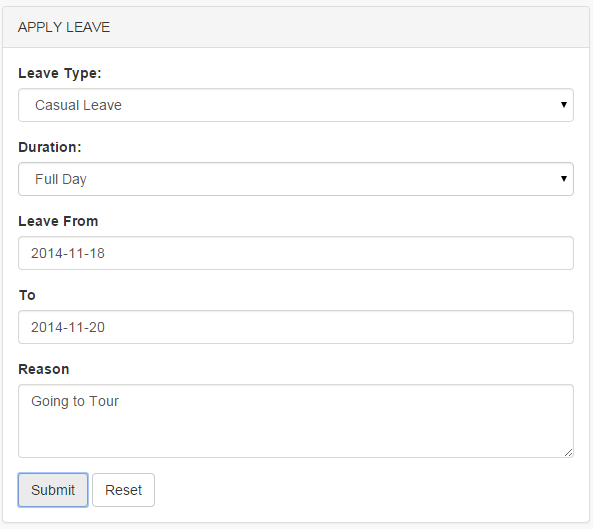 APPLY LEAVE
Leave Type:
Casual Leave
Duration:
Full Day
Leave From
2014-11-18
To
2014-11-20
Reason
Going to Tour
Submit Reset